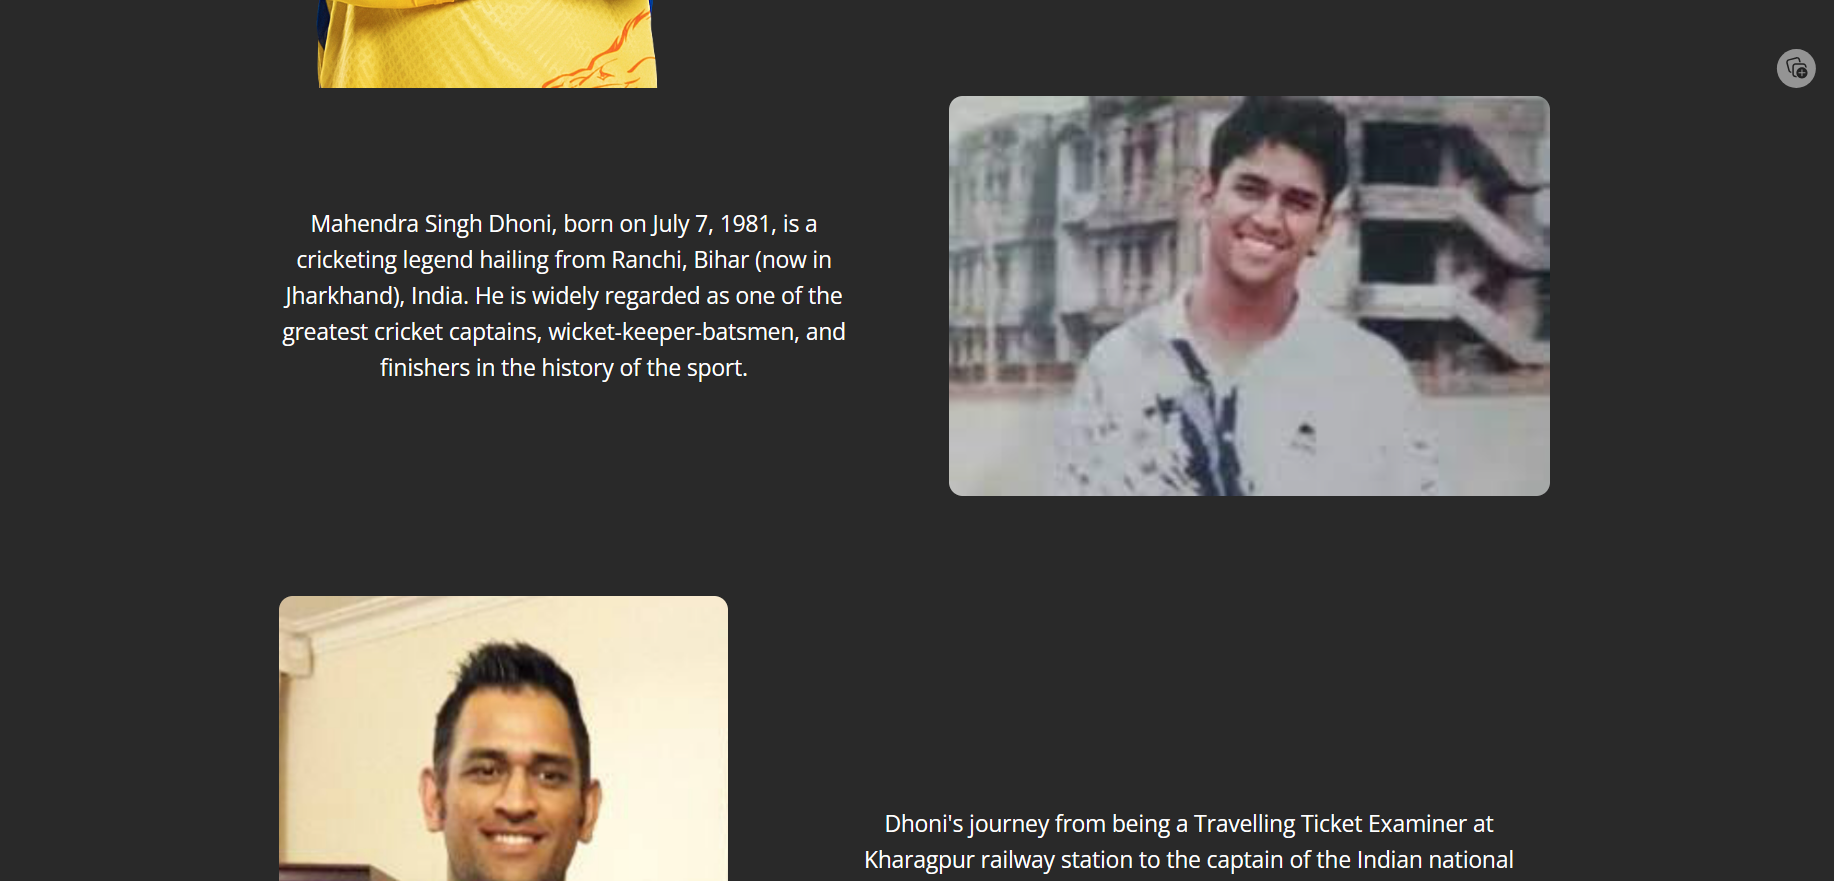 Mahendra Singh Dhoni, born on July 7, 1981, is a
cricketing legend hailing from Ranchi, Bihar (now in
Jharkhand), India. He is widely regarded as one of the
greatest cricket captains, wicket-keeper-batsmen, and
finishers in the history of the sport.
Dhoni's journey from being a Travelling Ticket Examiner at
Kharagpur railway station to the captain of the Indian national